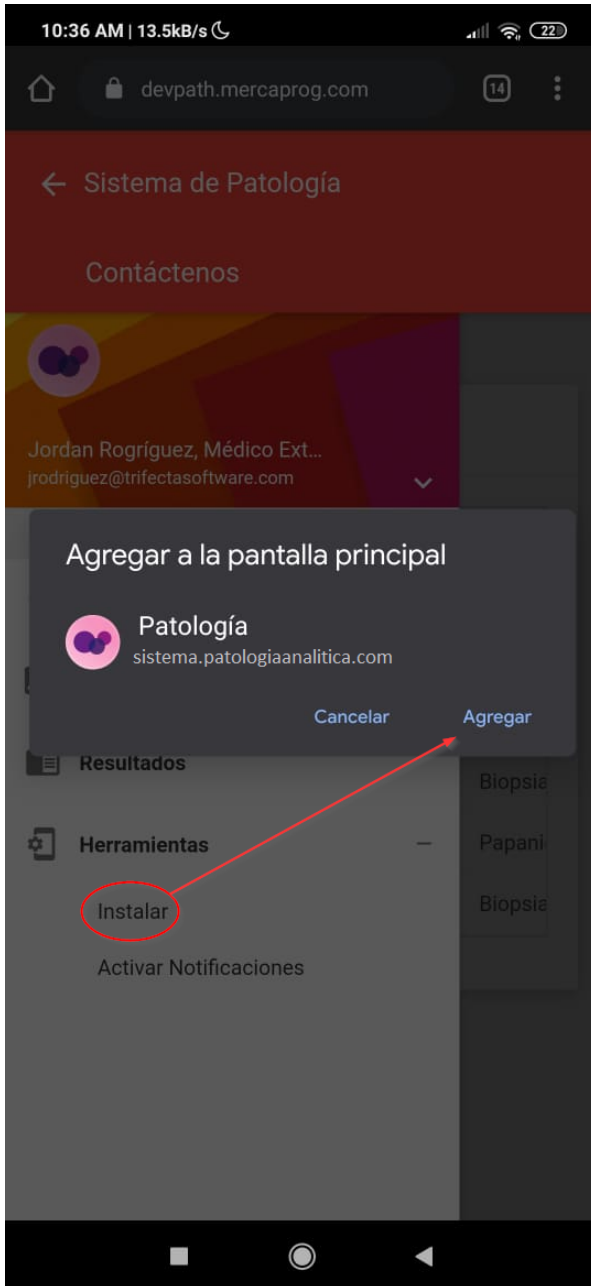 10:36 AM | 13.5kB/s
22
devpath.mercaprog.com
14
Sistema de Patología
Contáctenos
Jordan Rogríguez, Médico Ext...
jrodriguez@trifectasoftware.com
Agregar a la pantalla principal
Patología
sistema.patologiaanalitica.com
Cancelar
Agregar
Resultados
Biopsia
Herramientas
Papani
Instalar
Biopsia
Activar Notificaciones